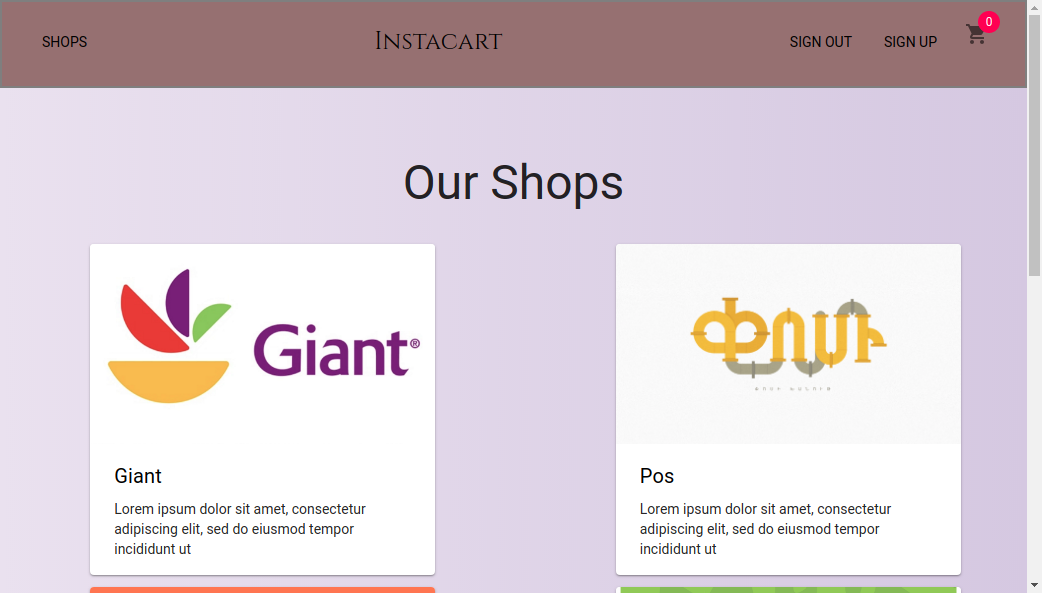 SHOPS
Instacart
SIGN OUT
SIGN UP
0
Our Shops
Giant®
Giant
Lorem ipsum dolor sit amet, consectetur
adipiscing elit, sed do eiusmod tempor
incididunt ut
Pos
Lorem ipsum dolor sit amet, consectetur
adipiscing elit, sed do eiusmod tempor
incididunt ut